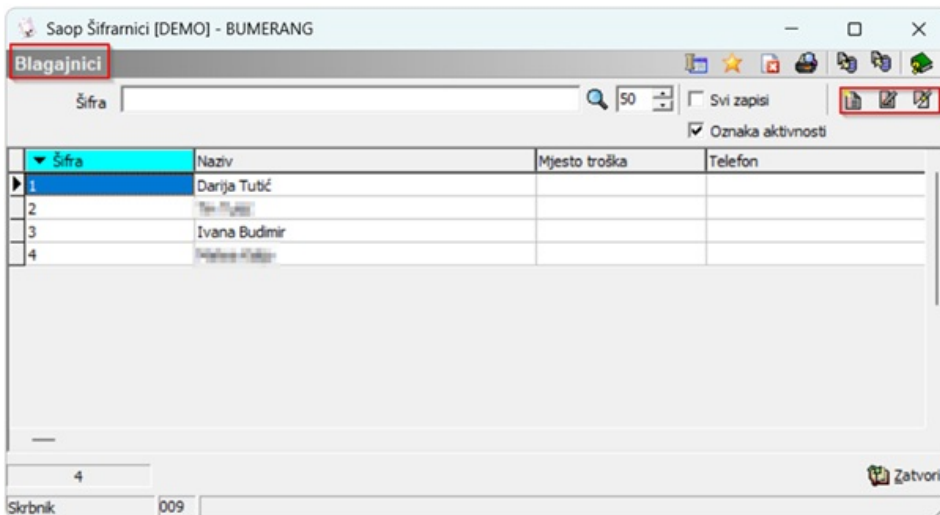 Saop Šifrarnici [DEMO] - BUMERANG
Blagajnici
Šifra 50 Svi zapisi
Oznaka aktivnosti
Šifra Naziv Mjesto troška Telefon
1 Darija Tutić
2
3 Ivana Budimir
4
4 Zatvori
Skrbnik 009